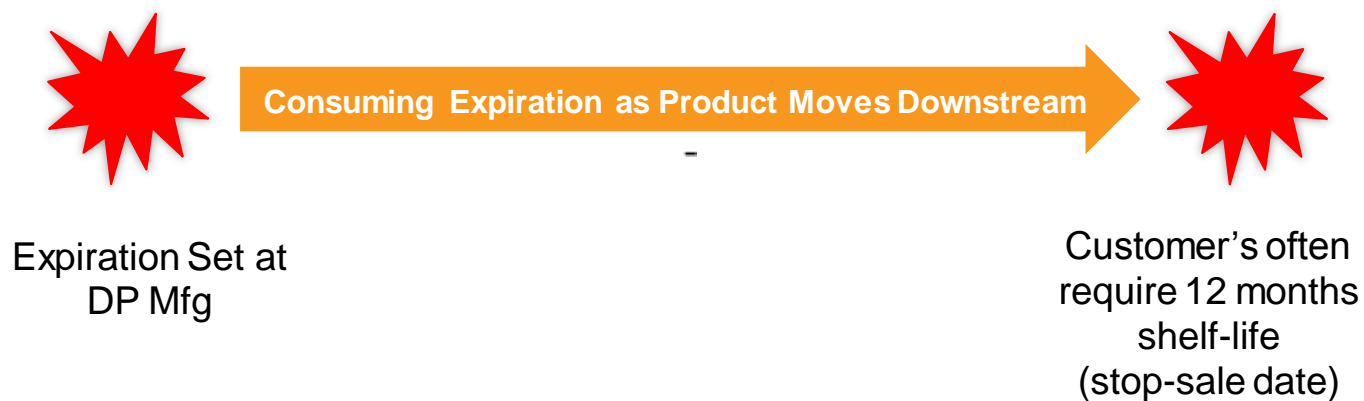 Consuming Expiration as Product Moves Downstream
-
Expiration Set at
DP Mfg
Customer’s often
require 12 months
shelf-life
(stop-sale date)